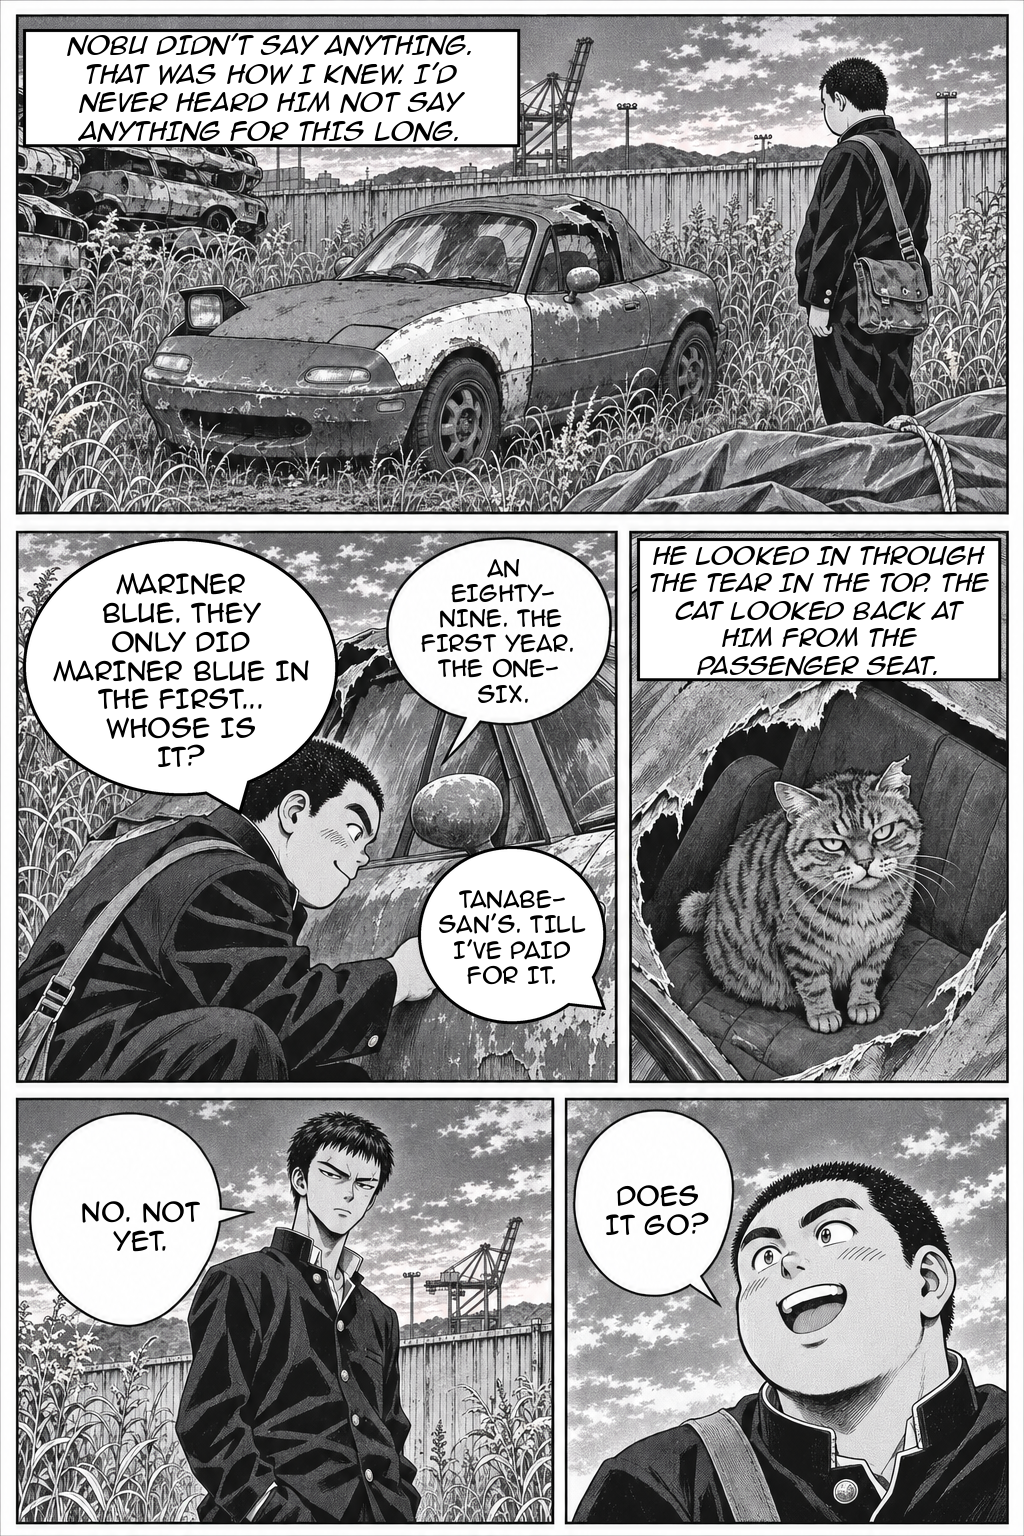 NOBU DIDN'T SAY ANYTHING.
THAT WAS HOW I KNEW. I'D
NEVER HEARD HIM NOT SAY
ANYTHING FOR THIS LONG.
MARINER
BLUE. THEY
ONLY DID
MARINER BLUE IN
THE FIRST...
WHOSE IS
IT?
AN
EIGHTY-
NINE. THE
FIRST YEAR.
THE ONE-
SIX.
TANABE-
SAN'S. TILL
I'VE PAID
FOR IT.
HE LOOKED IN THROUGH
THE TEAR IN THE TOP. THE
CAT LOOKED BACK AT
HIM FROM THE
PASSENGER SEAT.
NO. NOT
YET.
DOES
IT GO?